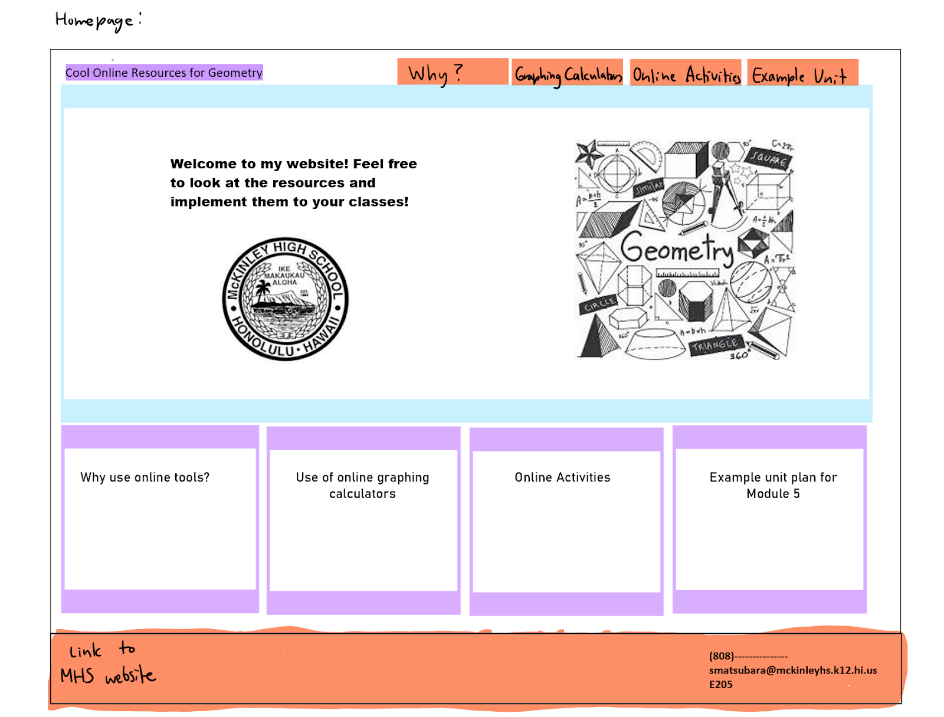 Homepage:
Cool Online Resources for Geometry
Why?
Graphing Calculators
Online Activities
Example Unit
Welcome to my website! Feel free
to look at the resources and
implement them to your classes!
McKINLEY HIGH SCHOOL
IKE
MAKAUKAU
ALOHA
HONOLULU • HAWAII
SQUARE
SIMILAR
90°
Geometry
CIRCLE
A=b×h
360°
TRIANGLE
360°
Why use online tools?
Use of online graphing
calculators
Online Activities
Example unit plan for
Module 5
Link to
MHS website
(808)---------------
smatsubara@mckinleyhs.k12.hi.us
E205